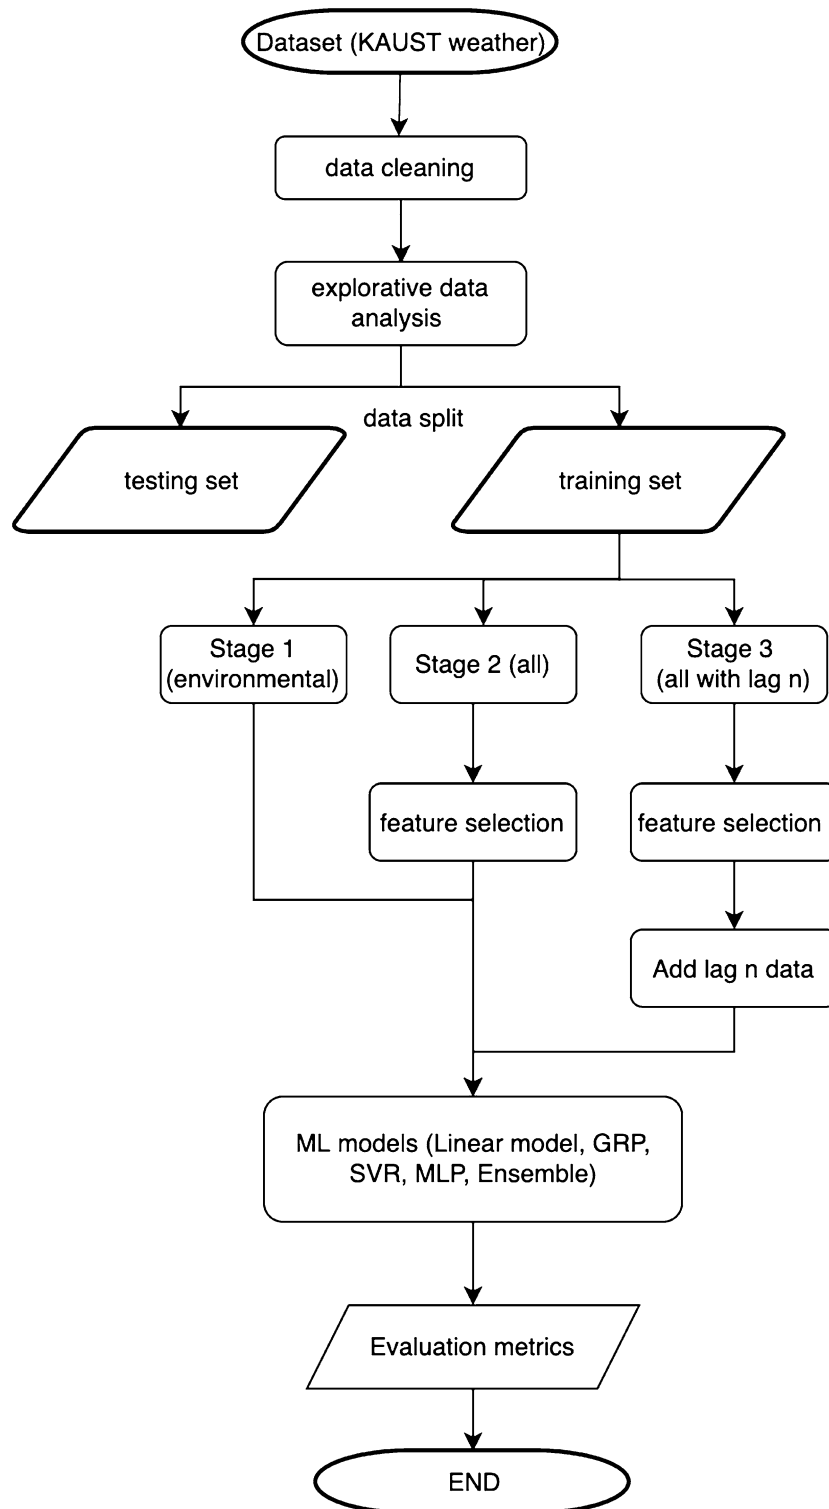 Dataset (KAUST weather)
data cleaning
explorative data
analysis
data split
testing set
training set
Stage 1
(environmental)
Stage 2 (all)
Stage 3
(all with lag n)
feature selection
feature selection
Add lag n data
ML models (Linear model, GRP,
SVR, MLP, Ensemble)
Evaluation metrics
END